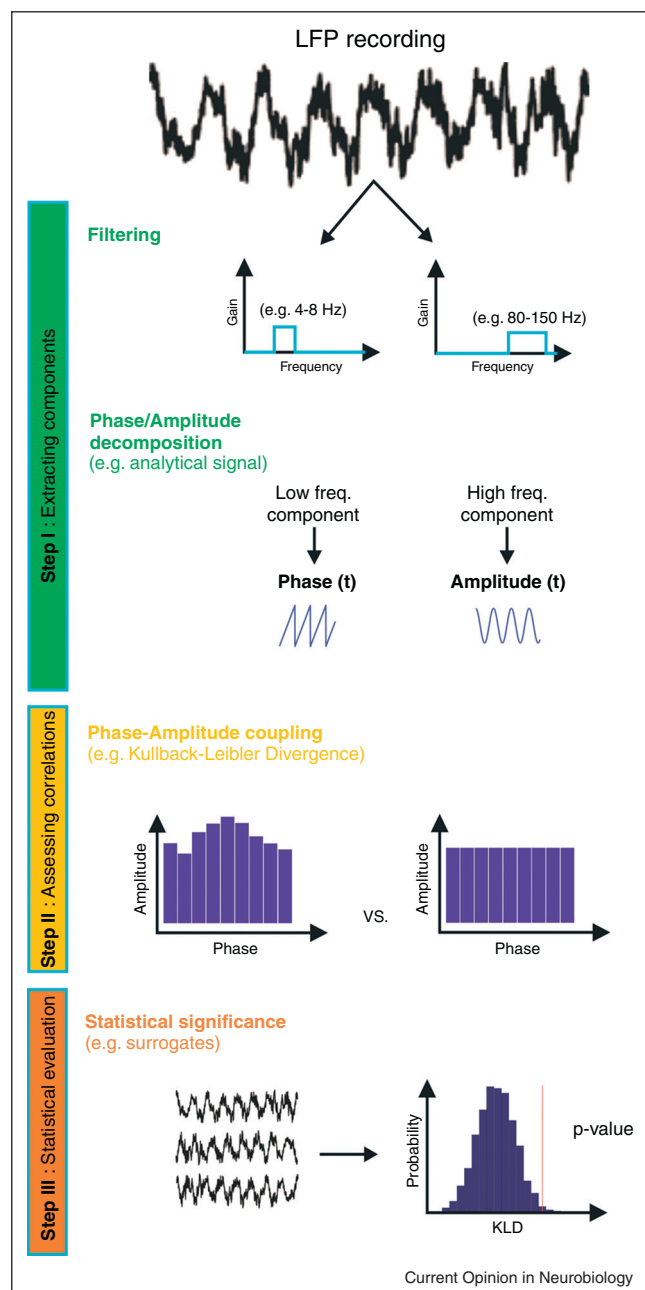 LFP recording
Step I : Extracting components
Filtering
Gain
(e.g. 4-8 Hz)
Frequency
Gain
(e.g. 80-150 Hz)
Frequency
Phase/Amplitude
decomposition
(e.g. analytical signal)
Low freq.
component
High freq.
component
Phase (t)
Amplitude (t)
Step II : Assessing correlations
Phase-Amplitude coupling
(e.g. Kullback-Leibler Divergence)
Amplitude
Phase
VS.
Amplitude
Phase
Step III : Statistical evaluation
Statistical significance
(e.g. surrogates)
Probability
KLD
p-value
Current Opinion in Neurobiology